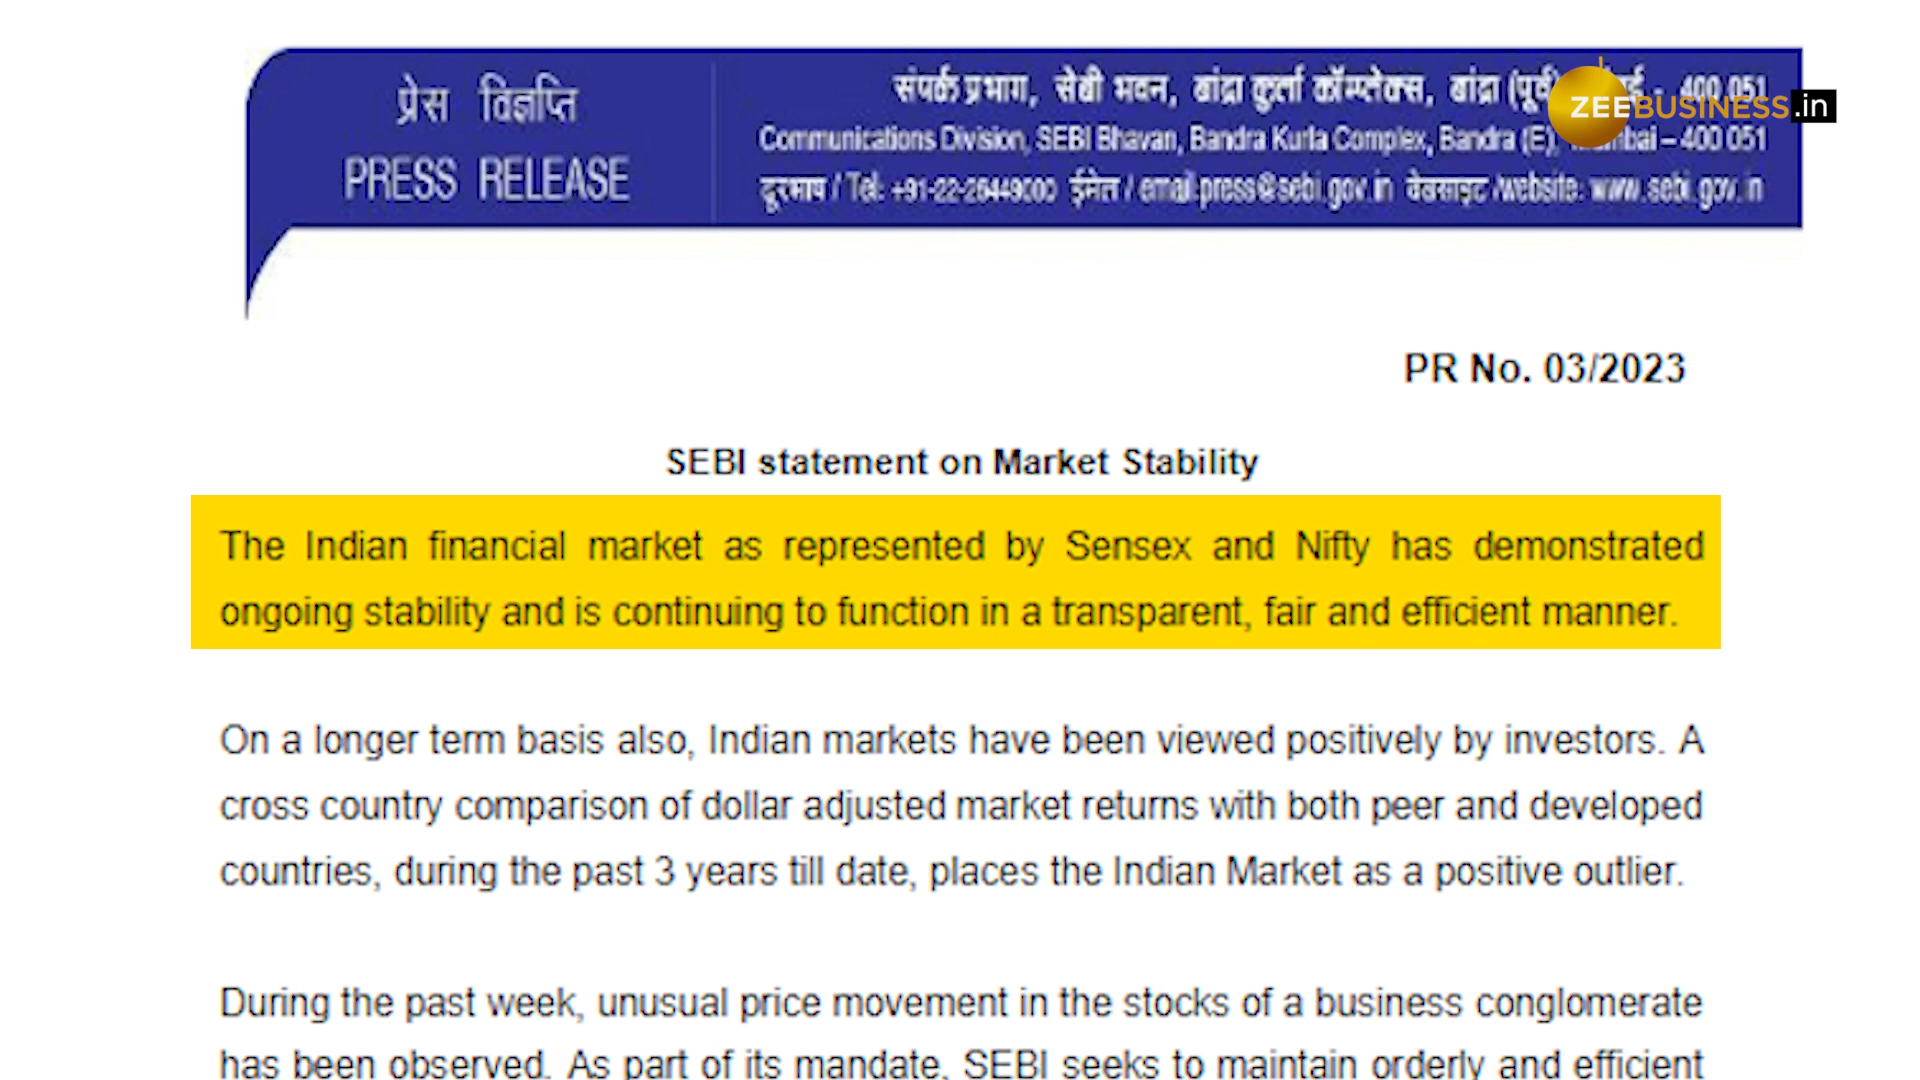 प्रेस विज्ञप्ति
PRESS RELEASE
संपर्क प्रभाग, सेबी भवन, बांद्रा कुर्ला कॉम्प्लेक्स, बांद्रा (पूर्व) - 400 051
Communications Division, SEBI Bhavan, Bandra Kurla Complex, Bandra (E), Mumbai – 400 051
दूरभाष / Tel: +91-22-26449000 ईमेल / email:press@sebi.gov.in वेबसाइट /website: www.sebi.gov.in
ZEEBUSINESS.in
PR No. 03/2023
SEBI statement on Market Stability
The Indian financial market as represented by Sensex and Nifty has demonstrated
ongoing stability and is continuing to function in a transparent, fair and efficient manner.
On a longer term basis also, Indian markets have been viewed positively by investors. A
cross country comparison of dollar adjusted market returns with both peer and developed
countries, during the past 3 years till date, places the Indian Market as a positive outlier.
During the past week, unusual price movement in the stocks of a business conglomerate
has been observed. As part of its mandate, SEBI seeks to maintain orderly and efficient